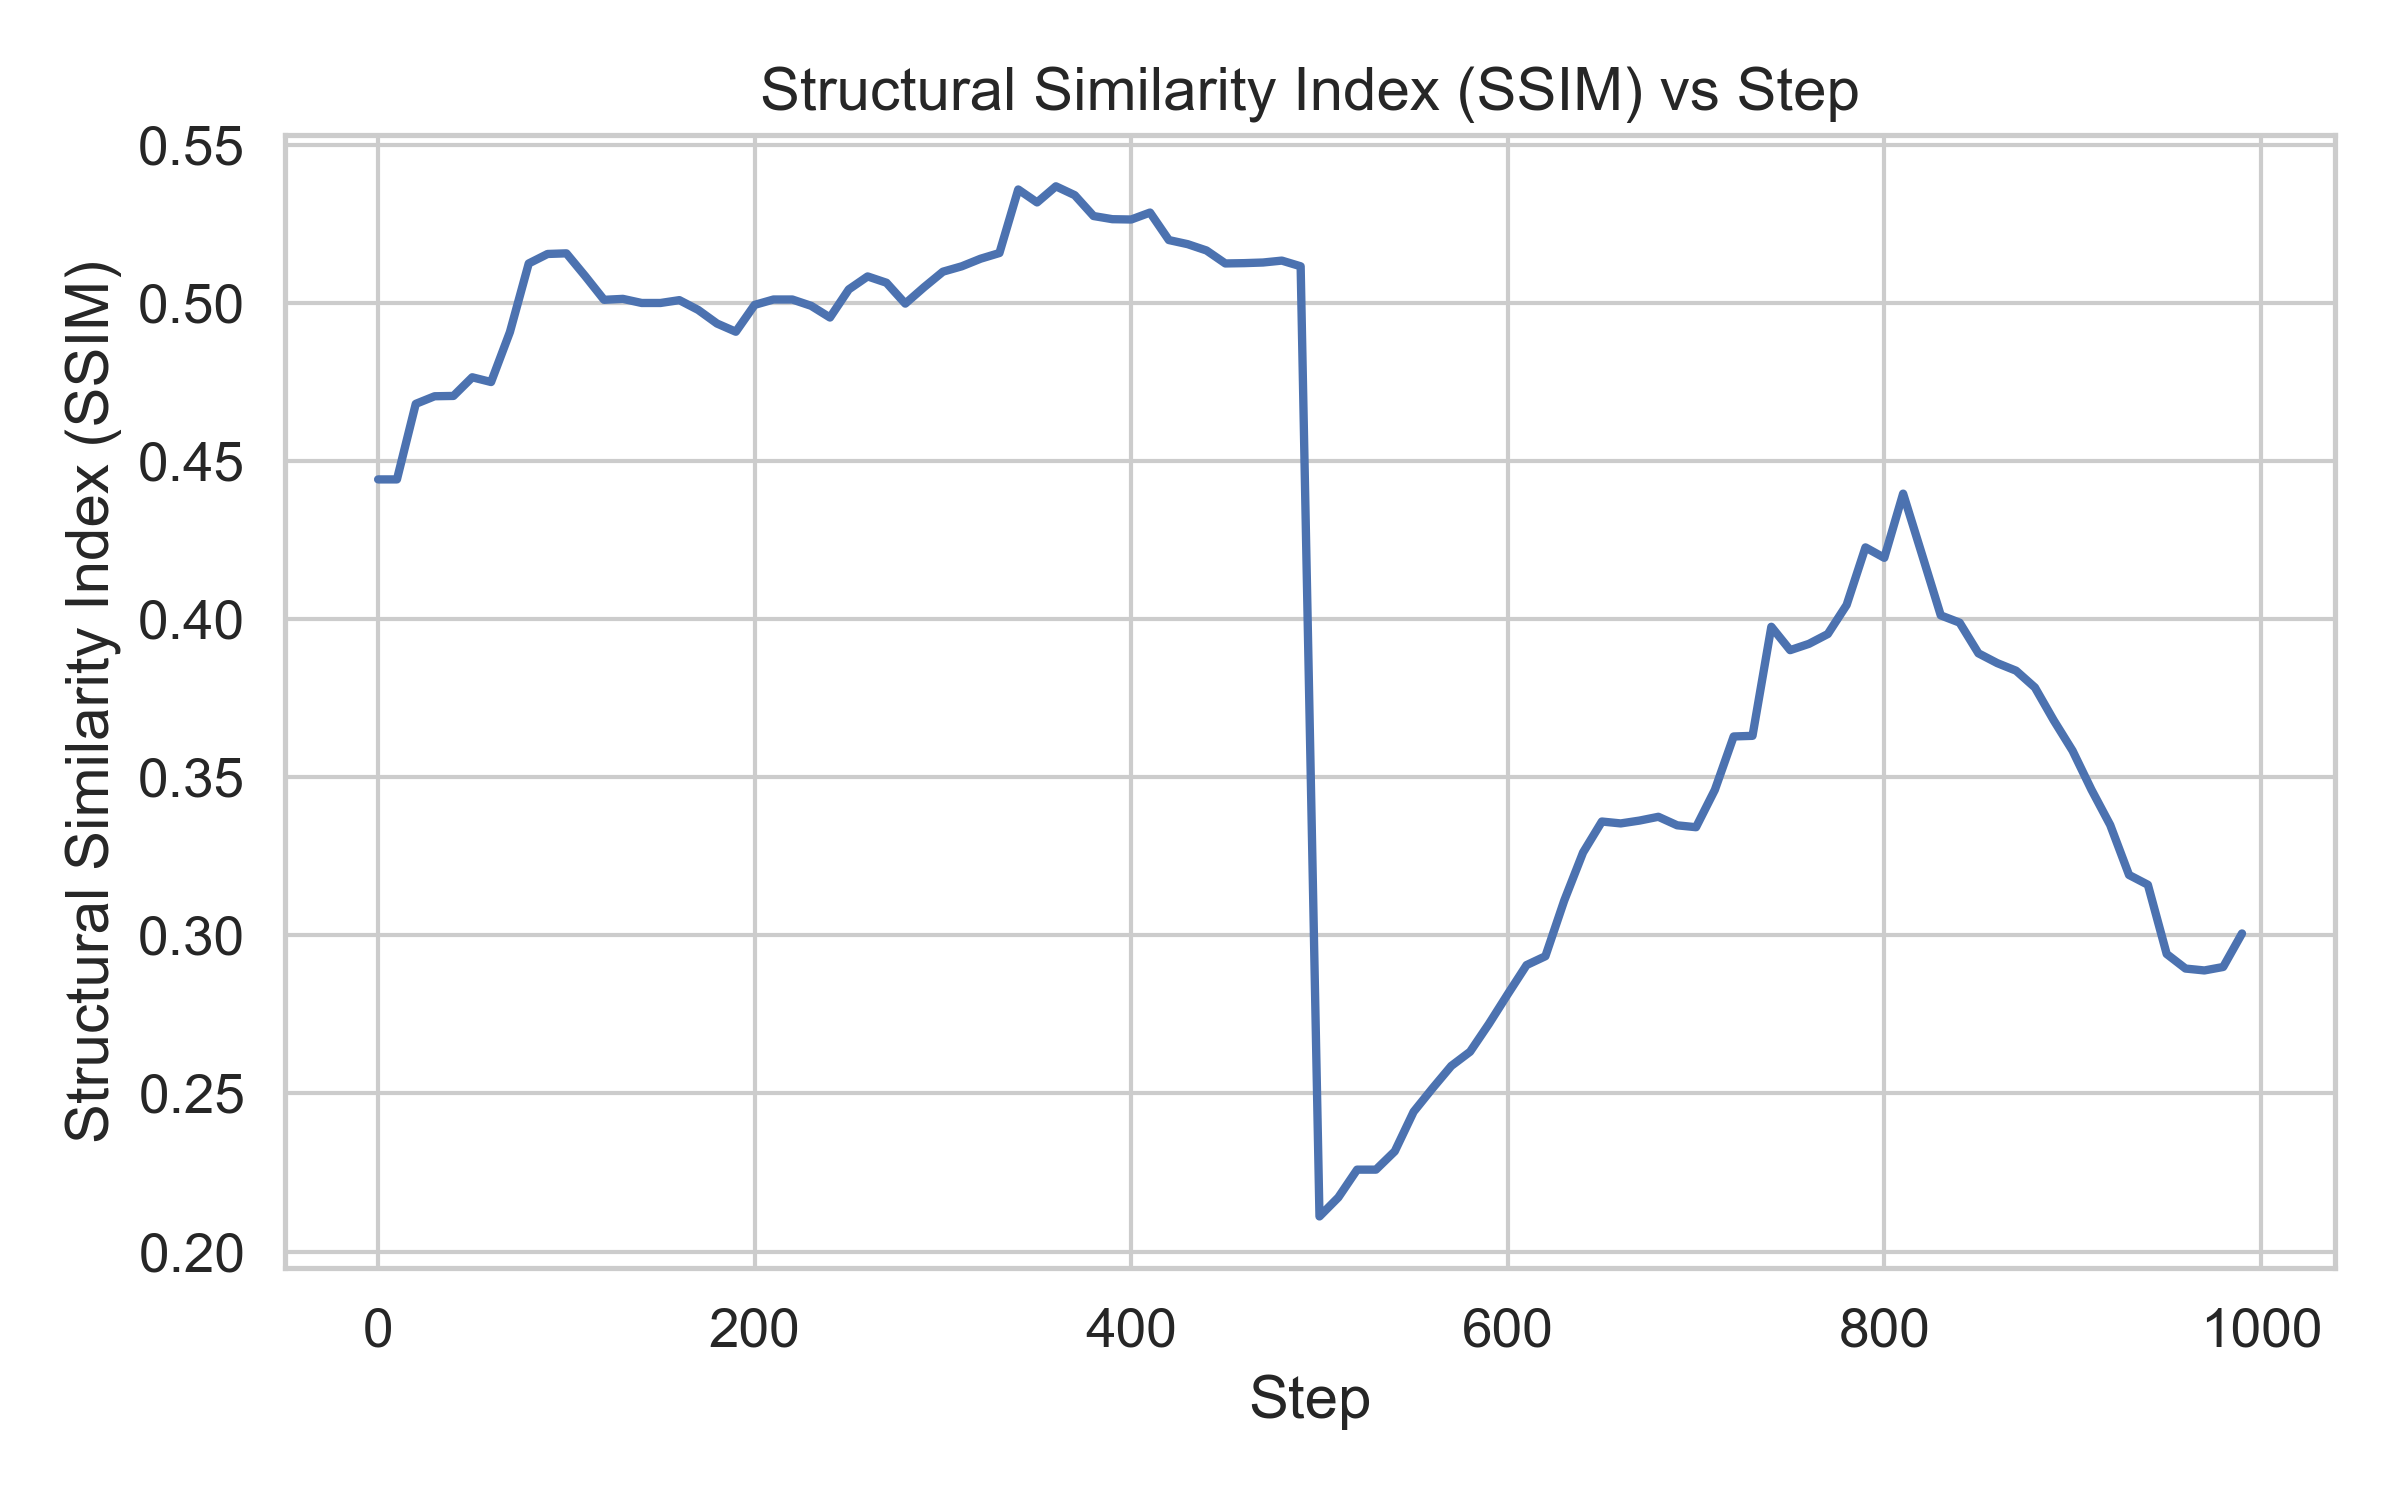 Structural Similarity Index (SSIM) vs Step
Structural Similarity Index (SSIM)
0.55
0.50
0.45
0.40
0.35
0.30
0.25
0.20
0 200 400 600 800 1000
Step